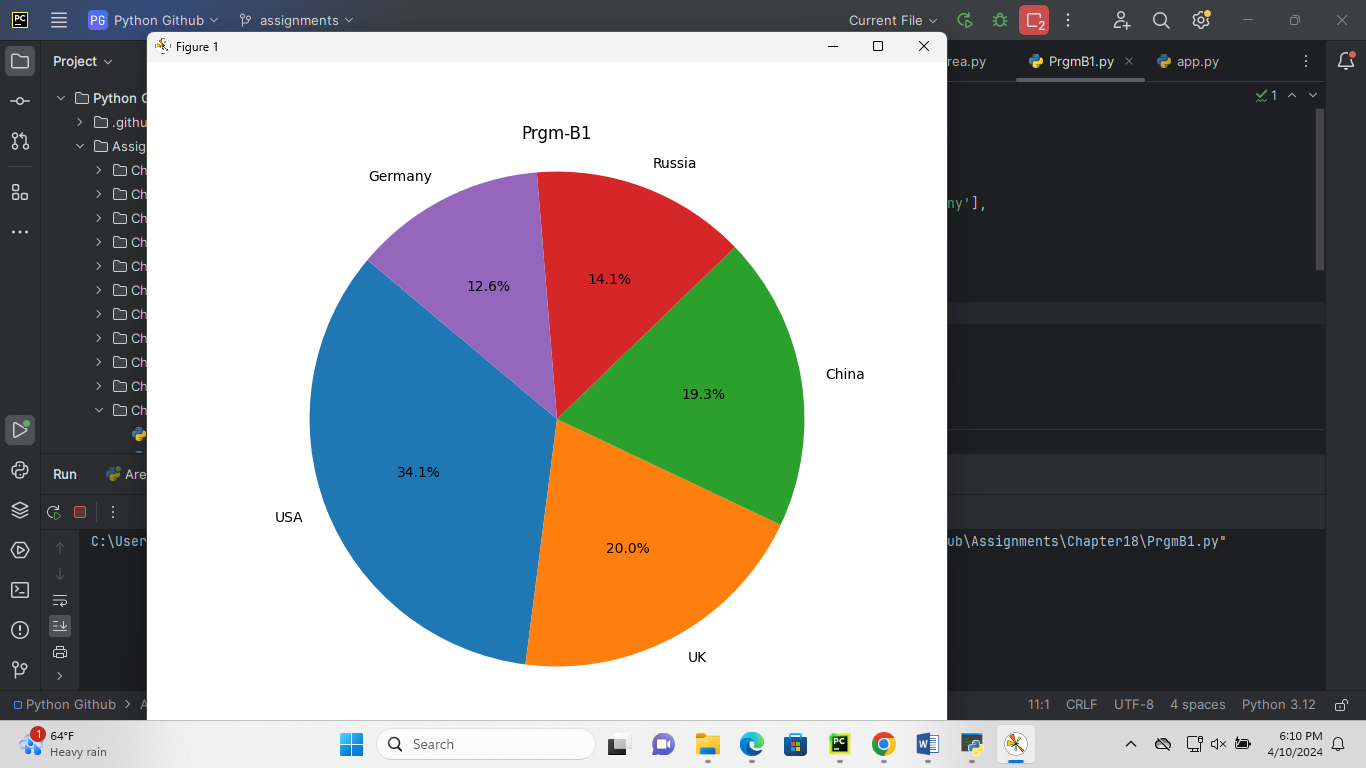 PC
PG Python Github
assignments
Current File
2
Figure 1
Project
rea.py
PrgmB1.py
app.py
Python G
.githu
Assig
Ch
Ch
Ch
Ch
Ch
Ch
Ch
Ch
Ch
Ch
Ch
1
ny'],
Prgm-B1
Germany
Russia
12.6%
14.1%
China
19.3%
34.1%
USA
20.0%
UK
Run
Are
C:\User
ub\Assignments\Chapter18\PrgmB1.py"
Python Github
A
11:1 CRLF UTF-8 4 spaces Python 3.12
1
64°F
Heavy rain
Search
PC
W
6:10 PM
4/10/2024